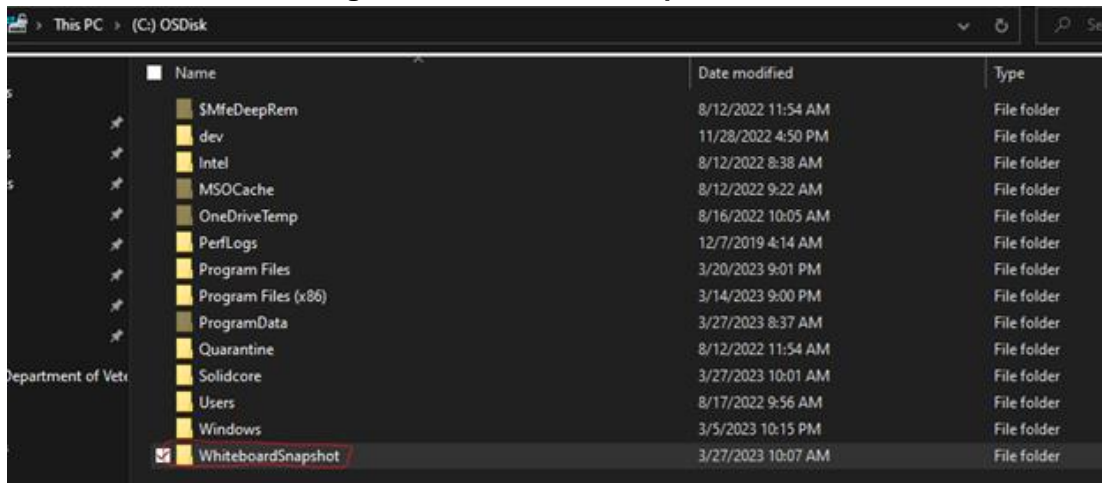 This PC > (C:) OSDisk
Name Date modified Type
$MfeDeepRem 8/12/2022 11:54 AM File folder
dev 11/28/2022 4:50 PM File folder
Intel 8/12/2022 8:38 AM File folder
MSOCache 8/12/2022 9:22 AM File folder
OneDriveTemp 8/16/2022 10:05 AM File folder
PerfLogs 12/7/2019 4:14 AM File folder
Program Files 3/20/2023 9:01 PM File folder
Program Files (x86) 3/14/2023 9:00 PM File folder
ProgramData 3/27/2023 8:37 AM File folder
Quarantine 8/12/2022 11:54 AM File folder
Department of Vete Solidcore 3/27/2023 10:01 AM File folder
Users 8/17/2022 9:56 AM File folder
Windows 3/5/2023 10:15 PM File folder
WhiteboardSnapshot 3/27/2023 10:07 AM File folder